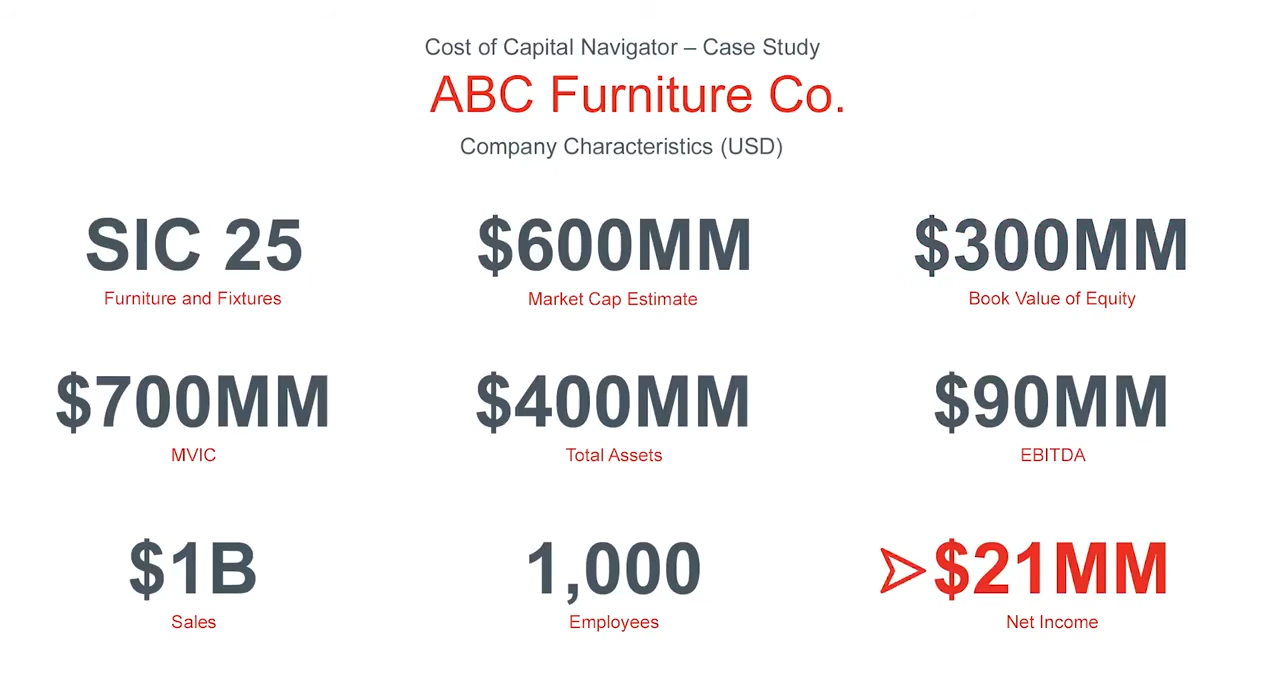 Cost of Capital Navigator – Case Study
ABC Furniture Co.
Company Characteristics (USD)
SIC 25
Furniture and Fixtures
$600MM
Market Cap Estimate
$300MM
Book Value of Equity
$700MM
MVIC
$400MM
Total Assets
$90MM
EBITDA
$1B
Sales
1,000
Employees
$21MM
Net Income